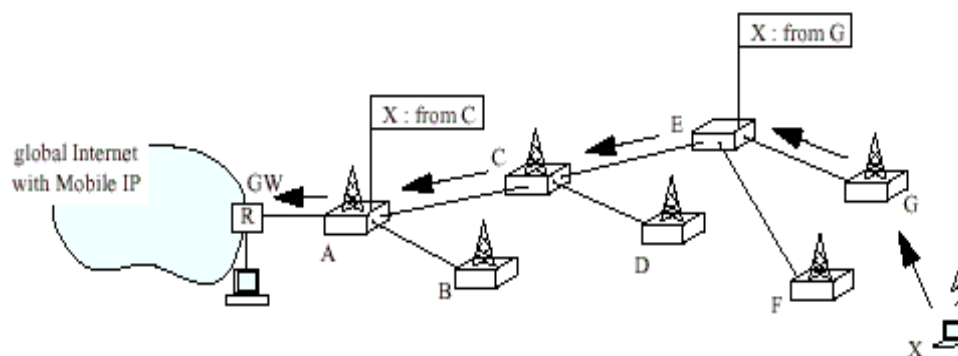 X : from G
X : from C
E
global Internet
with Mobile IP
C
GW
R
G
A
D
B
F
X